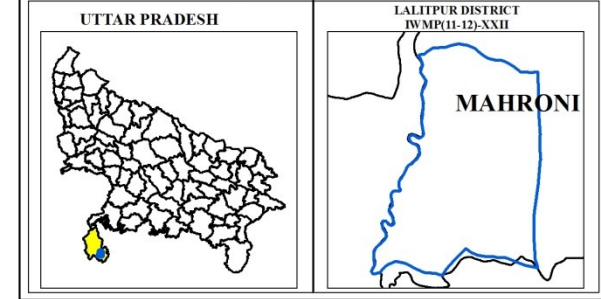 UTTAR PRADESH
LALITPUR DISTRICT
IWMP(11-12)-XXII
MAHRONI